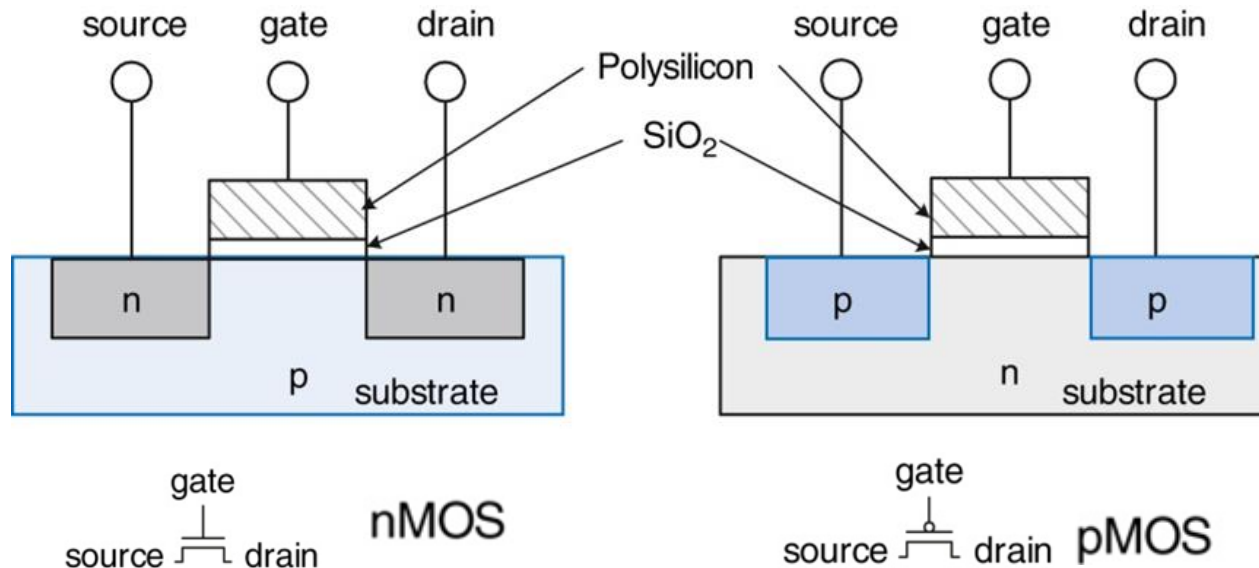 source gate drain
source gate drain
Polysilicon
SiO₂
n
n
p
substrate
p
p
n
substrate
gate
source drain
nMOS
gate
source drain
pMOS